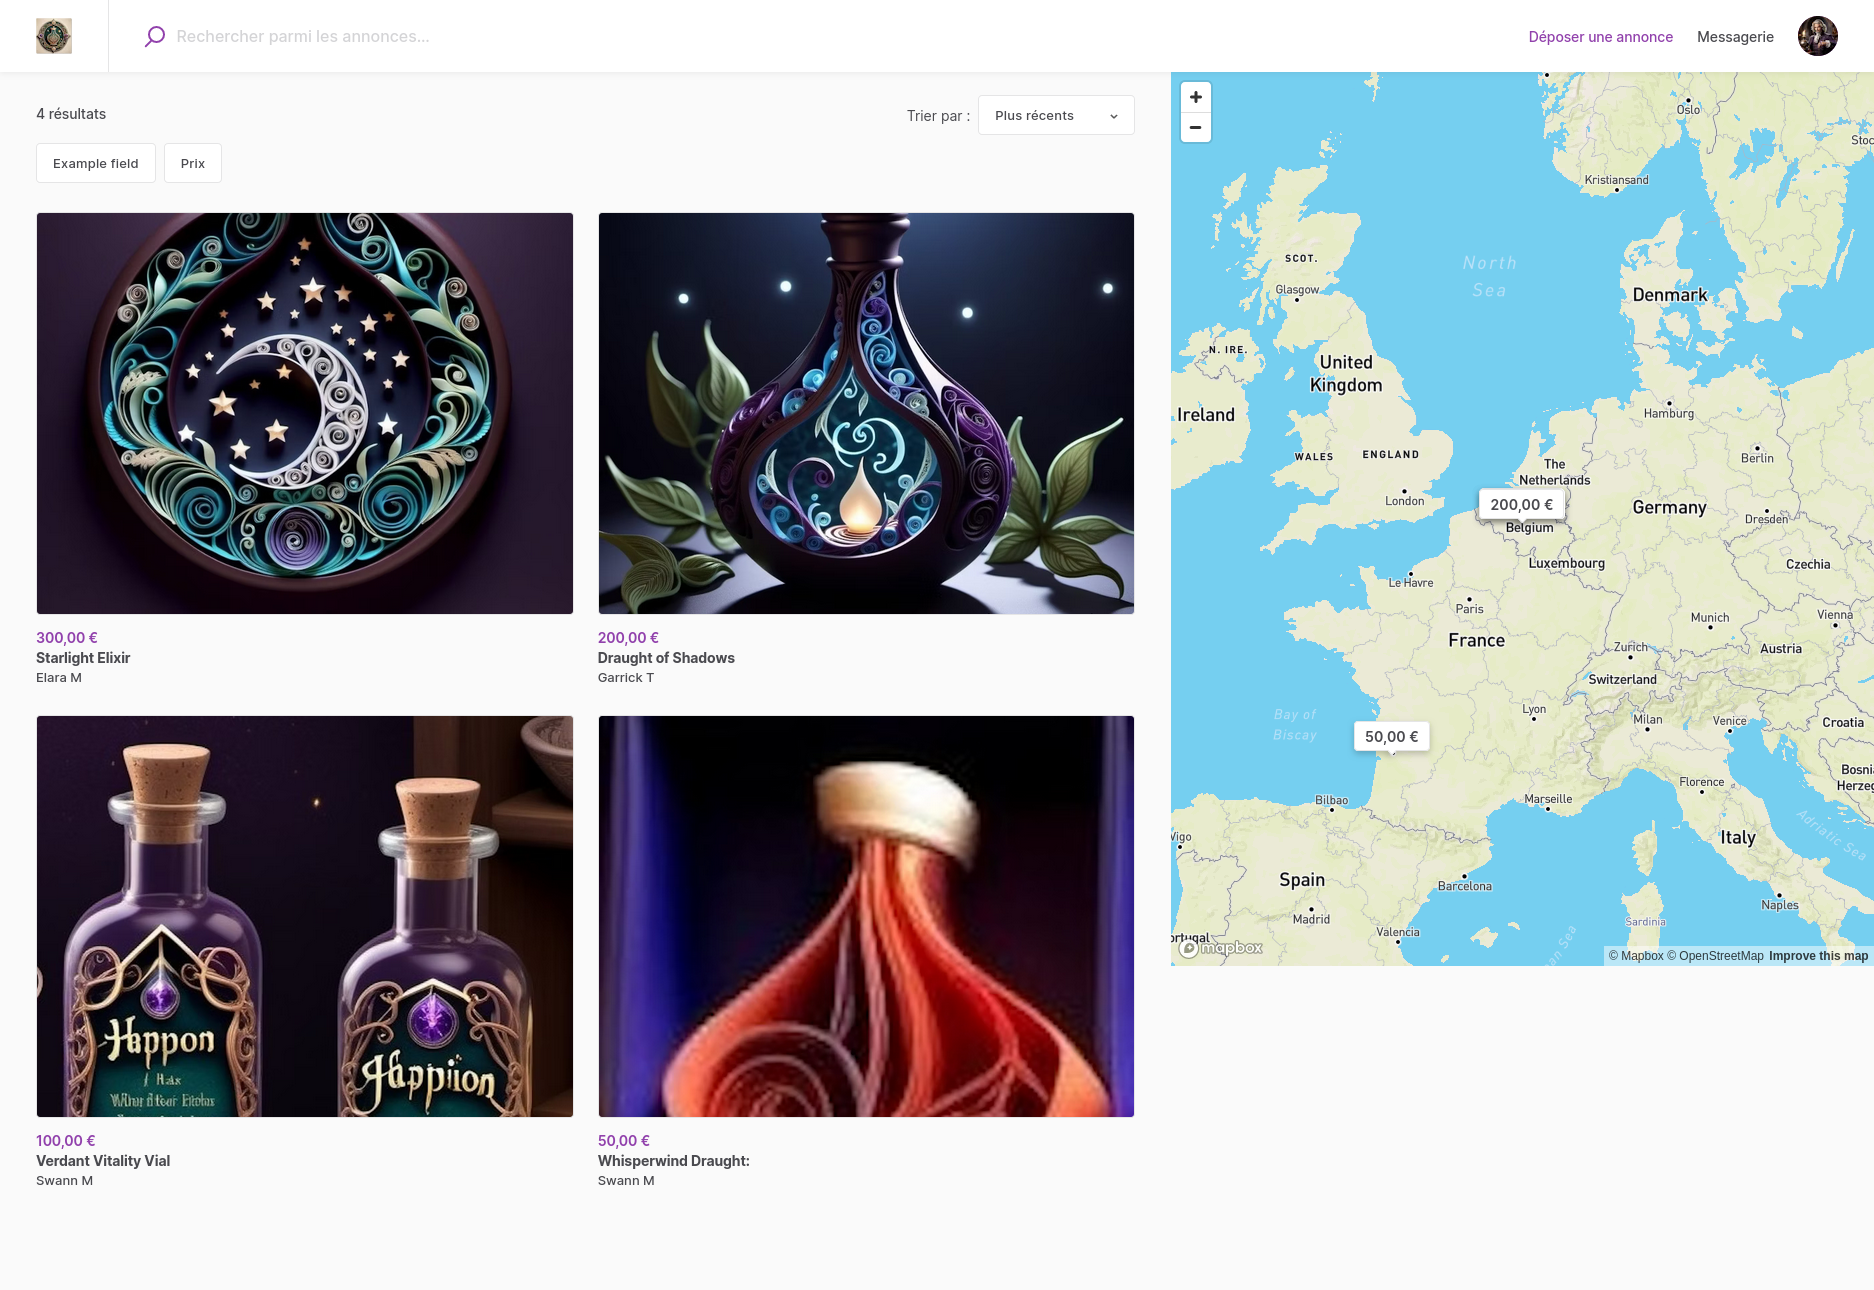 Rechercher parmi les annonces...
Déposer une annonce
Messagerie
4 résultats
Trier par :
Plus récents
Example field
Prix
300,00 €
Starlight Elixir
Elara M
200,00 €
Draught of Shadows
Garrick T
Happon
Happiion
100,00 €
Verdant Vitality Vial
Swann M
50,00 €
Whisperwind Draught:
Swann M
+
−
Oslo
Stoc
Kristiansand
North
Sea
SCOT.
Glasgow
Denmark
N. IRE.
United
Kingdom
Ireland
Hamburg
WALES
ENGLAND
Berlin
The
Netherlands
London
200,00 €
Germany
Dresden
Belgium
Luxembourg
Czechia
Le Havre
Paris
Munich
Vienna
France
Zurich
Austria
Switzerland
Bay of
Biscay
Lyon
Milan
Venice
Croatia
50,00 €
Bosni
Herzeg
Florence
Bilbao
Marseille
Adriatic Sea
Vigo
Italy
Spain
Barcelona
Madrid
Naples
Sardinia
Valencia
ortugal
an Sea
mapbox
© Mapbox © OpenStreetMap Improve this map